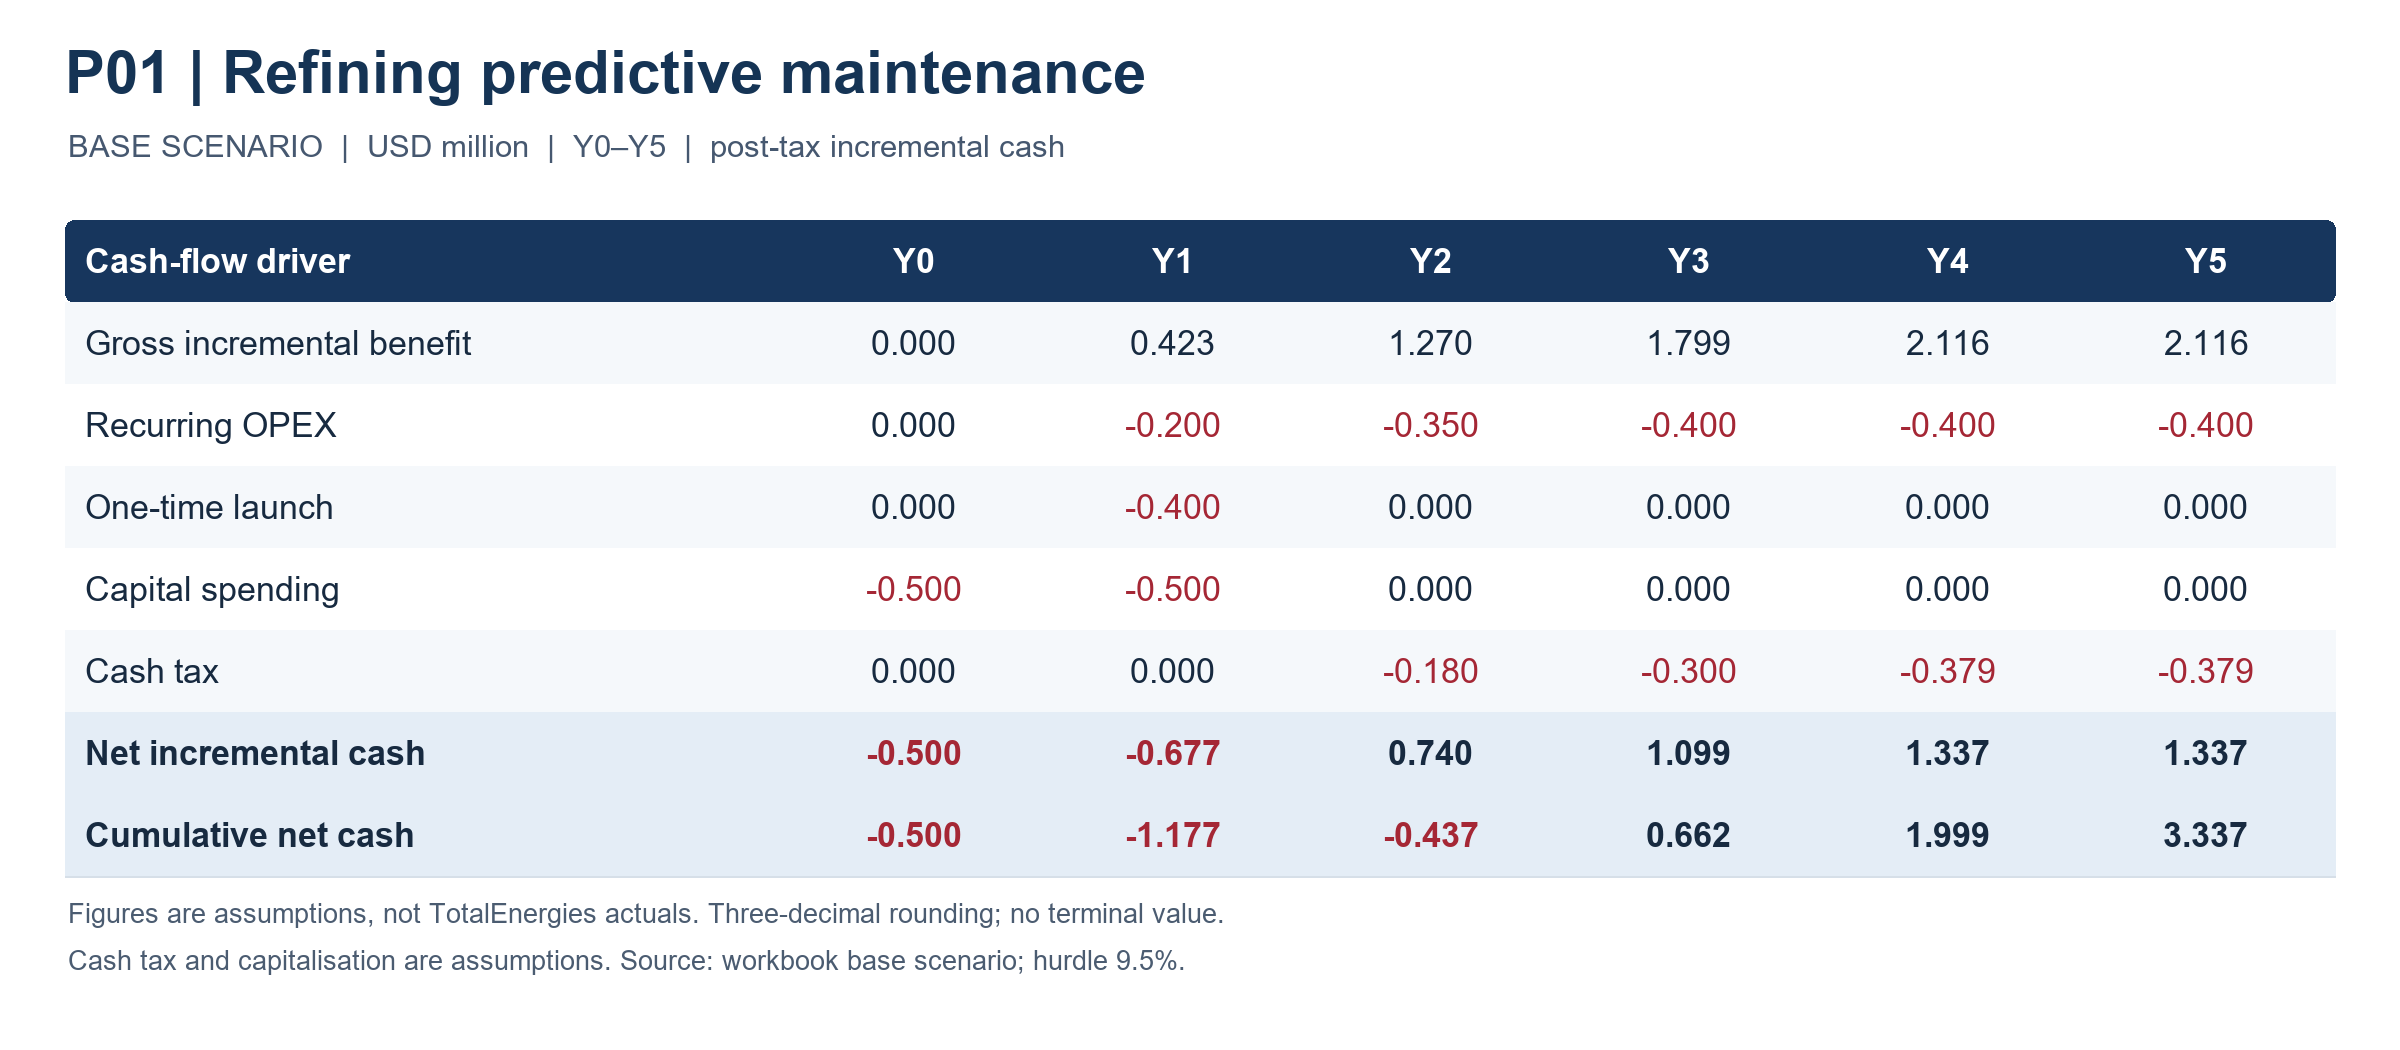 P01 | Refining predictive maintenance
BASE SCENARIO | USD million | Y0–Y5 | post-tax incremental cash
Cash-flow driver Y0 Y1 Y2 Y3 Y4 Y5
Gross incremental benefit 0.000 0.423 1.270 1.799 2.116 2.116
Recurring OPEX 0.000 -0.200 -0.350 -0.400 -0.400 -0.400
One-time launch 0.000 -0.400 0.000 0.000 0.000 0.000
Capital spending -0.500 -0.500 0.000 0.000 0.000 0.000
Cash tax 0.000 0.000 -0.180 -0.300 -0.379 -0.379
Net incremental cash -0.500 -0.677 0.740 1.099 1.337 1.337
Cumulative net cash -0.500 -1.177 -0.437 0.662 1.999 3.337
Figures are assumptions, not TotalEnergies actuals. Three-decimal rounding; no terminal value.
Cash tax and capitalisation are assumptions. Source: workbook base scenario; hurdle 9.5%.